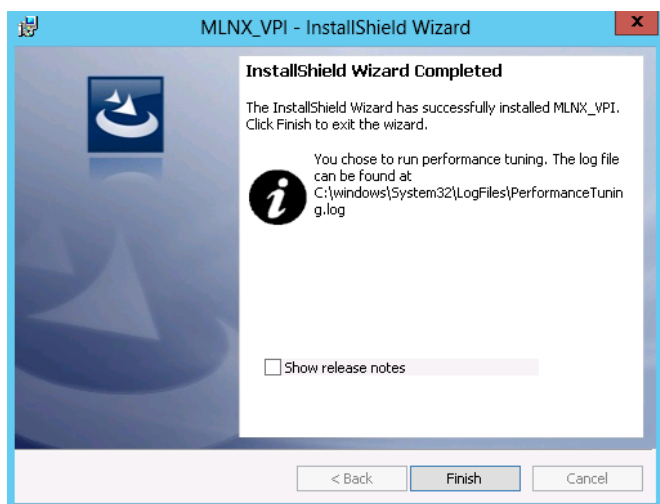 MLNX_VPI - InstallShield Wizard
x
InstallShield Wizard Completed
The InstallShield Wizard has successfully installed MLNX_VPI.
Click Finish to exit the wizard.
You chose to run performance tuning. The log file
can be found at
C:\windows\System32\LogFiles\PerformanceTunin
g.log
Show release notes
< Back
Finish
Cancel